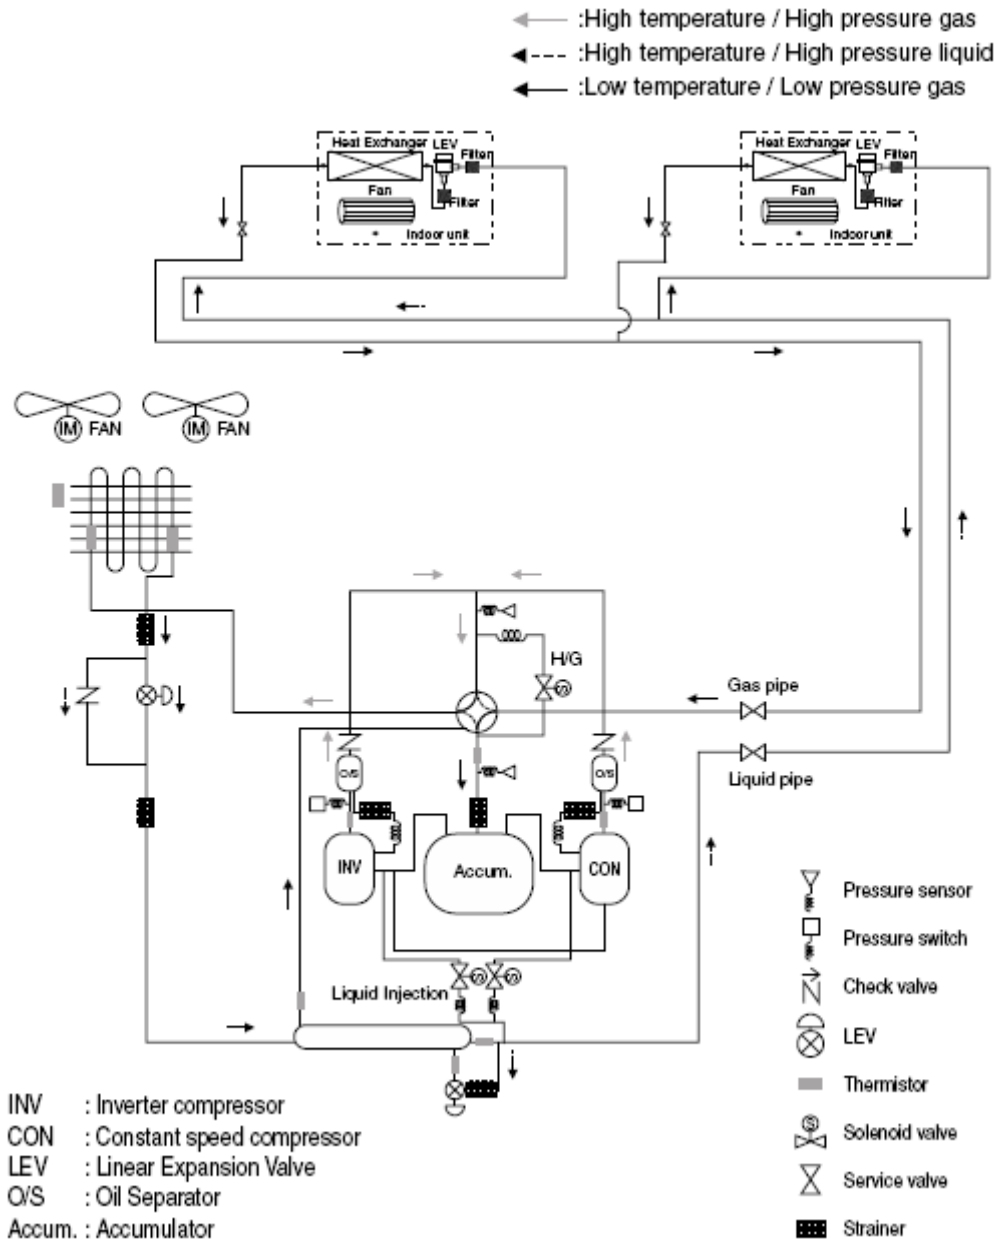 :High temperature / High pressure gas
:High temperature / High pressure liquid
:Low temperature / Low pressure gas
Heat Exchanger LEV
Filter
Fan
Filter
Indoor unit
Heat Exchanger LEV
Filter
Fan
Filter
Indoor unit
IM FAN
IM FAN
H/G
S
Gas pipe
Liquid pipe
O/S
O/S
INV
Accum.
CON
S
S
Liquid Injection
Pressure sensor
Pressure switch
Check valve
LEV
Thermistor
S
Solenoid valve
Service valve
Strainer
INV : Inverter compressor
CON : Constant speed compressor
LEV : Linear Expansion Valve
O/S : Oil Separator
Accum. : Accumulator